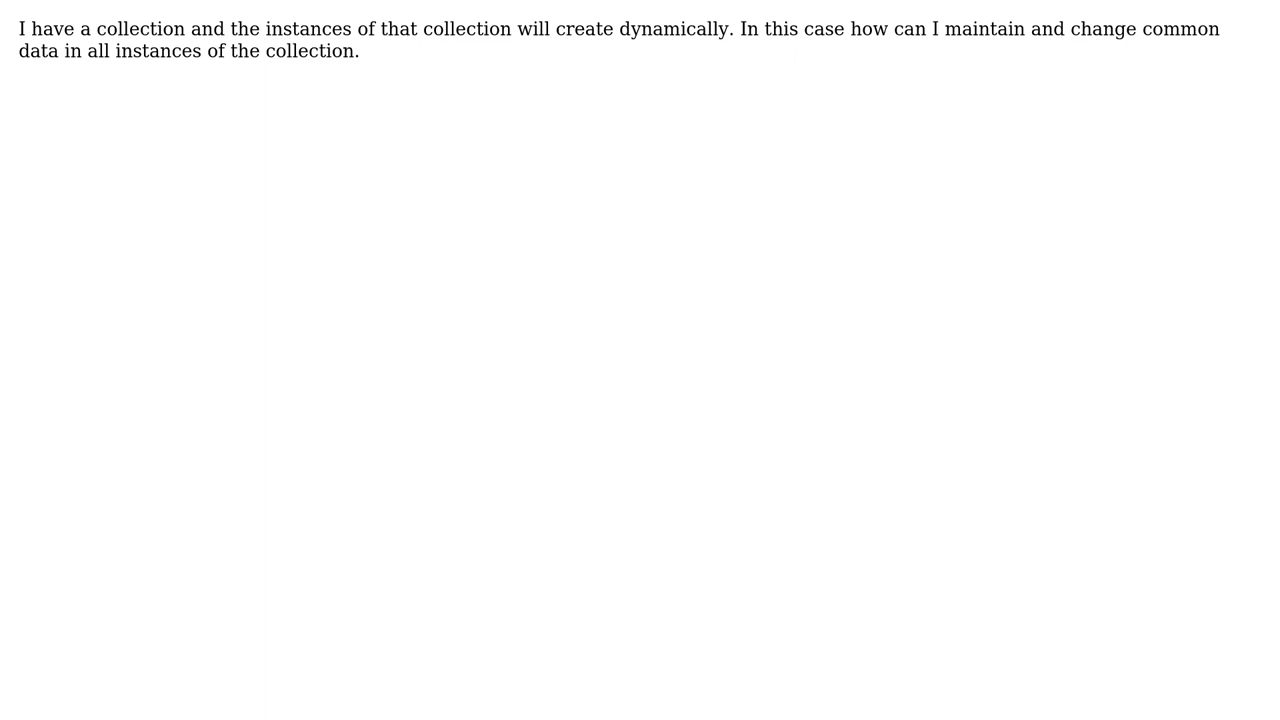 I have a collection and the instances of that collection will create dynamically. In this case how can I maintain and change common
data in all instances of the collection.